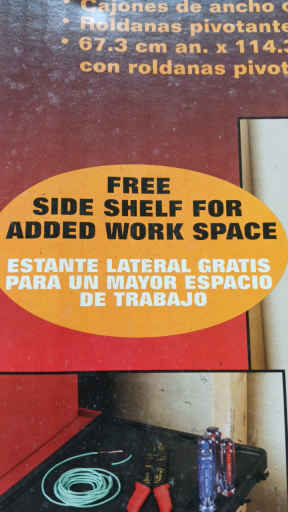 • Cajones de ancho
• Roldanas pivotante
• 67.3 cm an. x 114.3
con roldanas pivot
FREE
SIDE SHELF FOR
ADDED WORK SPACE
ESTANTE LATERAL GRATIS
PARA UN MAYOR ESPACIO
DE TRABAJO